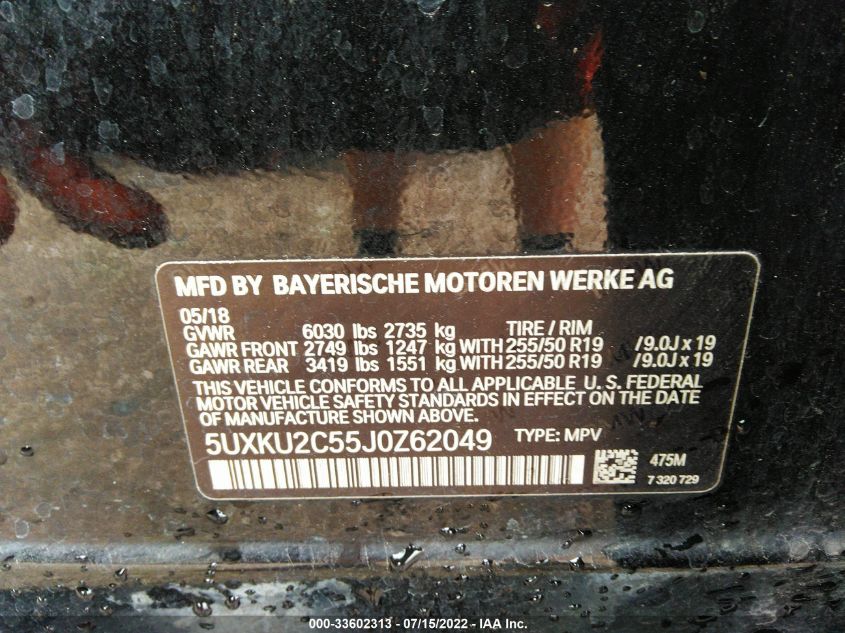 MFD BY BAYERISCHE MOTOREN WERKE AG
05/18
GVWR 6030 lbs 2735 kg TIRE / RIM
GAWR FRONT 2749 lbs 1247 kg WITH 255/50 R19 /9.0J x 19
GAWR REAR 3419 lbs 1551 kg WITH 255/50 R19 /9.0J x 19
THIS VEHICLE CONFORMS TO ALL APPLICABLE U. S. FEDERAL
MOTOR VEHICLE SAFETY STANDARDS IN EFFECT ON THE DATE
OF MANUFACTURE SHOWN ABOVE.
5UXKU2C55J0Z62049 TYPE: MPV
475M
7 320 729
000-33602313 - 07/15/2022 - IAA Inc.